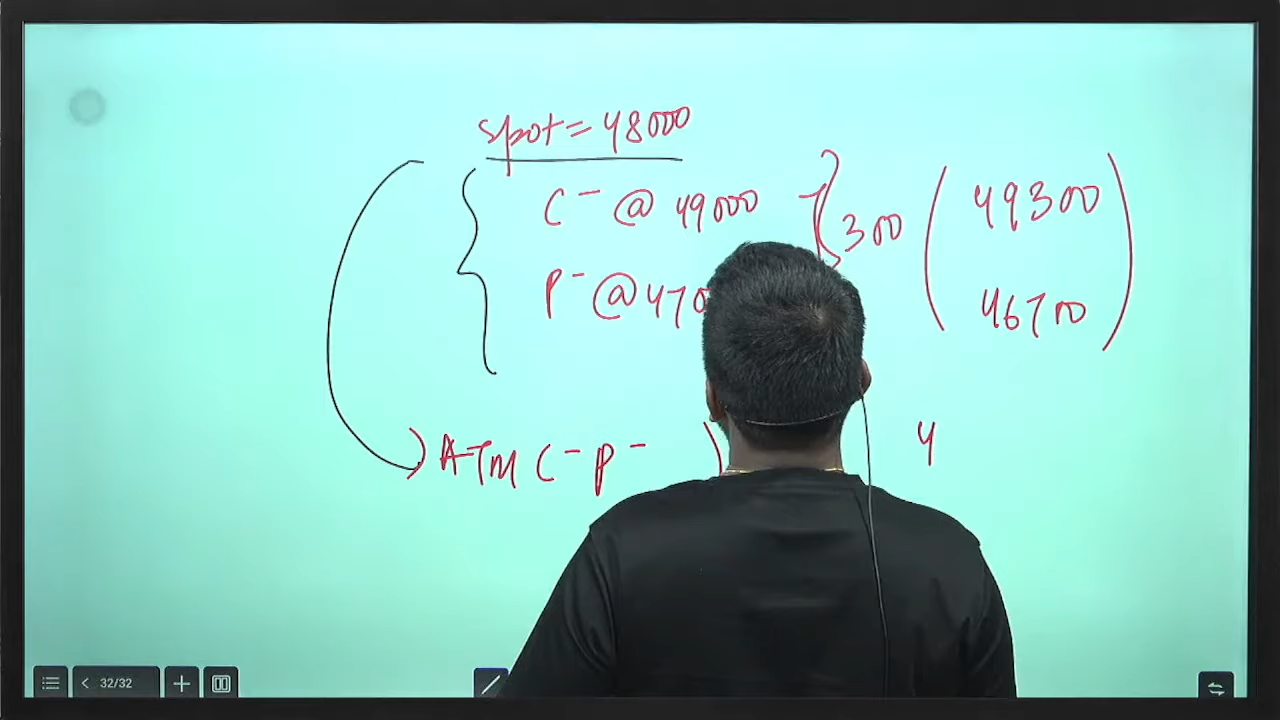 spot = 48000
C⁻ @ 49000
300
49300
P⁻ @ 470
46700
ATM C⁻ P⁻
4
32/32